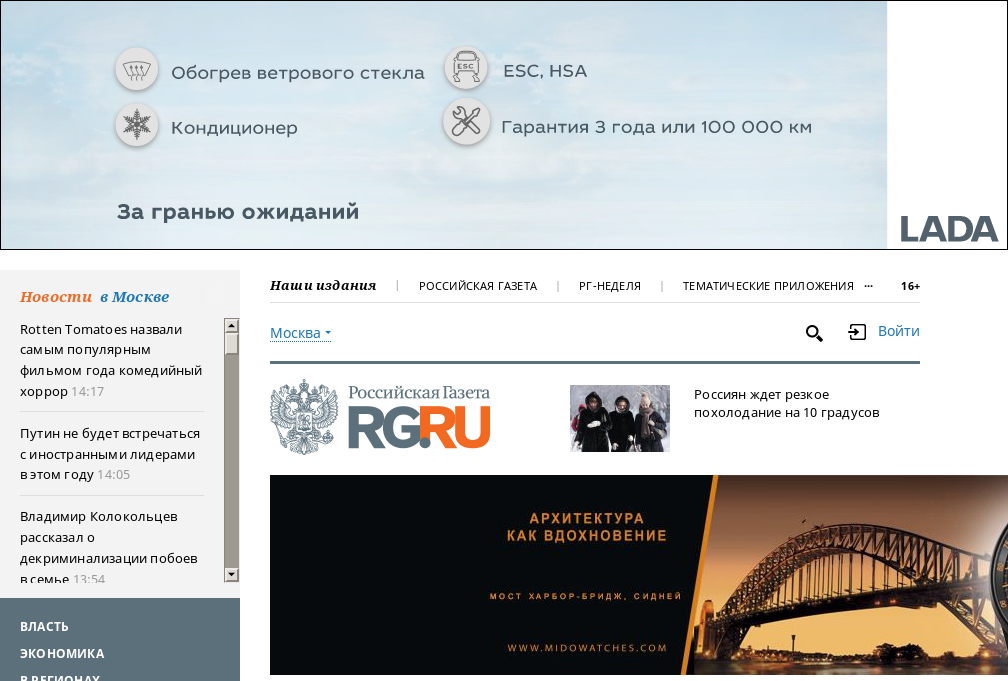 Обогрев ветрового стекла
ESC
ESC, HSA
Кондиционер
Гарантия 3 года или 100 000 км
За гранью ожиданий
LADA
Новости в Москве
Rotten Tomatoes назвали
самым популярным
фильмом года комедийный
хоррор 14:17
Путин не будет встречаться
с иностранными лидерами
в этом году 14:05
Владимир Колокольцев
рассказал о
декриминализации побоев
в семье 13:54
ВЛАСТЬ
ЭКОНОМИКА
В РЕГИОНАХ
Наши издания | РОССИЙСКАЯ ГАЗЕТА | РГ-НЕДЕЛЯ | ТЕМАТИЧЕСКИЕ ПРИЛОЖЕНИЯ ··· 16+
Москва
Войти
Российская Газета
RG.RU
Россиян ждет резкое
похолодание на 10 градусов
АРХИТЕКТУРА
КАК ВДОХНОВЕНИЕ
МОСТ ХАРБОР-БРИДЖ, СИДНЕЙ
WWW.MIDOWATCHES.COM